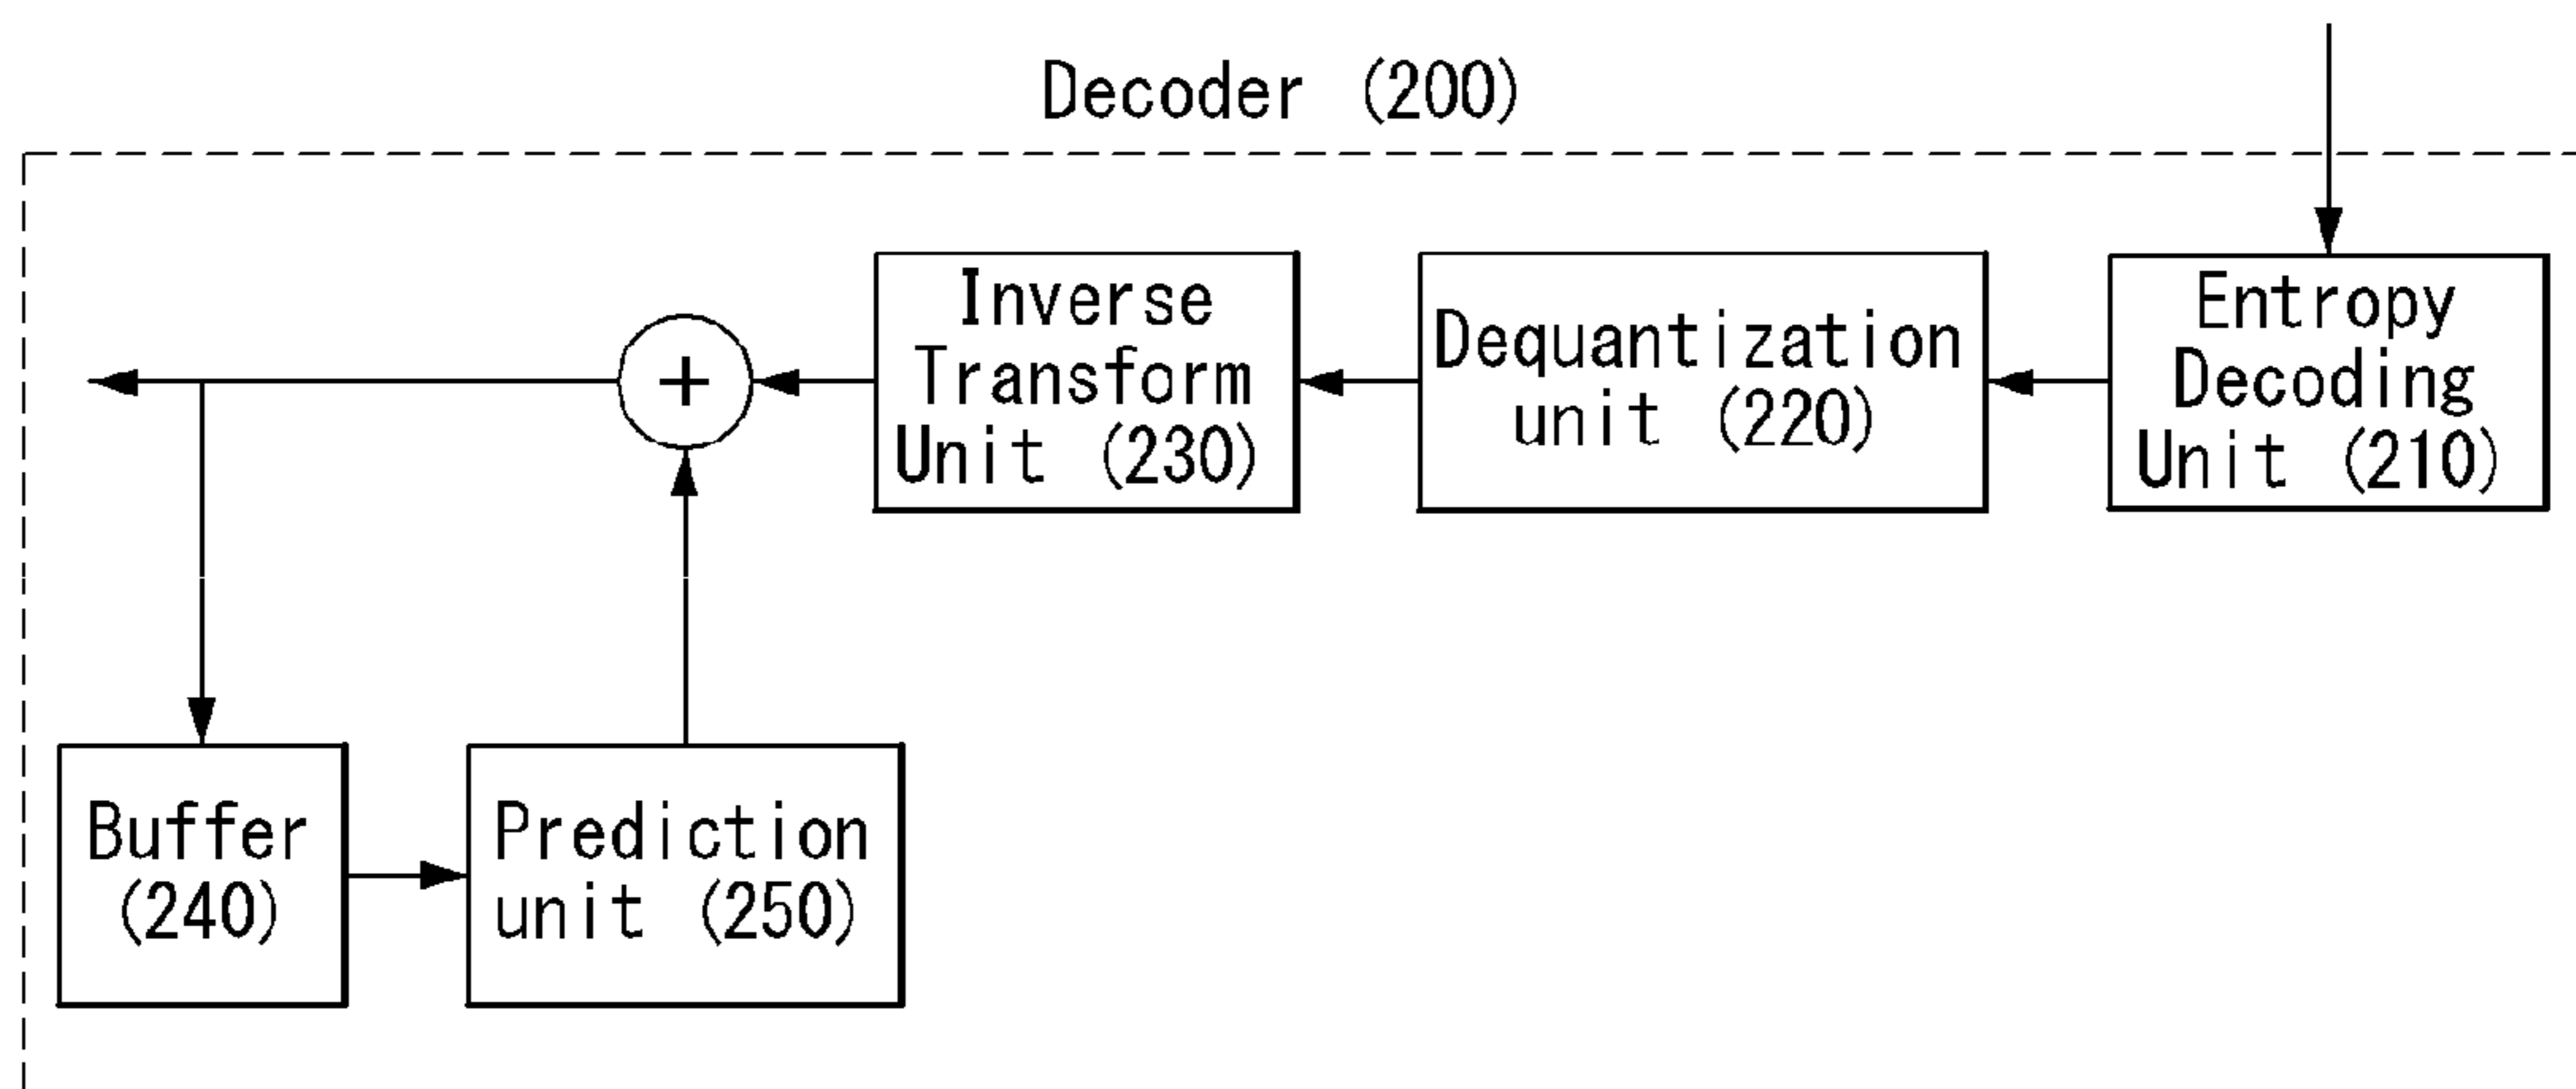 Decoder (200)
Inverse
Transform
Unit (230)
Dequantization
unit (220)
Entropy
Decoding
Unit (210)
+
Buffer
(240)
Prediction
unit (250)